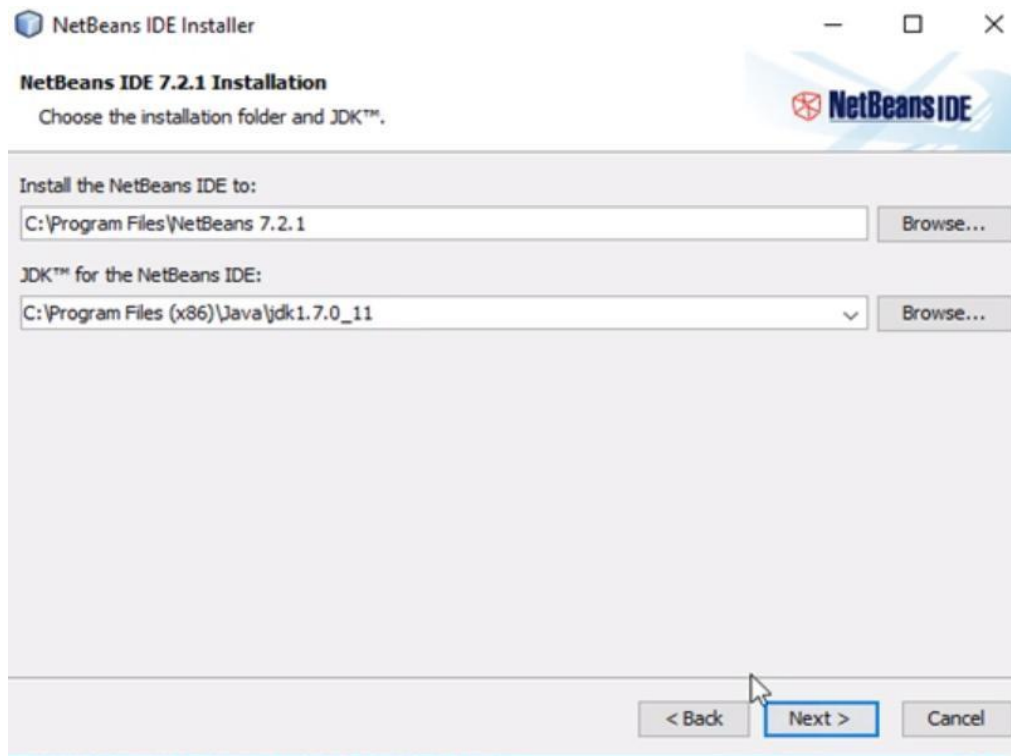 NetBeans IDE Installer
NetBeans IDE 7.2.1 Installation
Choose the installation folder and JDK™.
NetBeans IDE
Install the NetBeans IDE to:
C:\Program Files\NetBeans 7.2.1
Browse...
JDK™ for the NetBeans IDE:
C:\Program Files (x86)\Java\jdk1.7.0_11
Browse...
< Back
Next >
Cancel